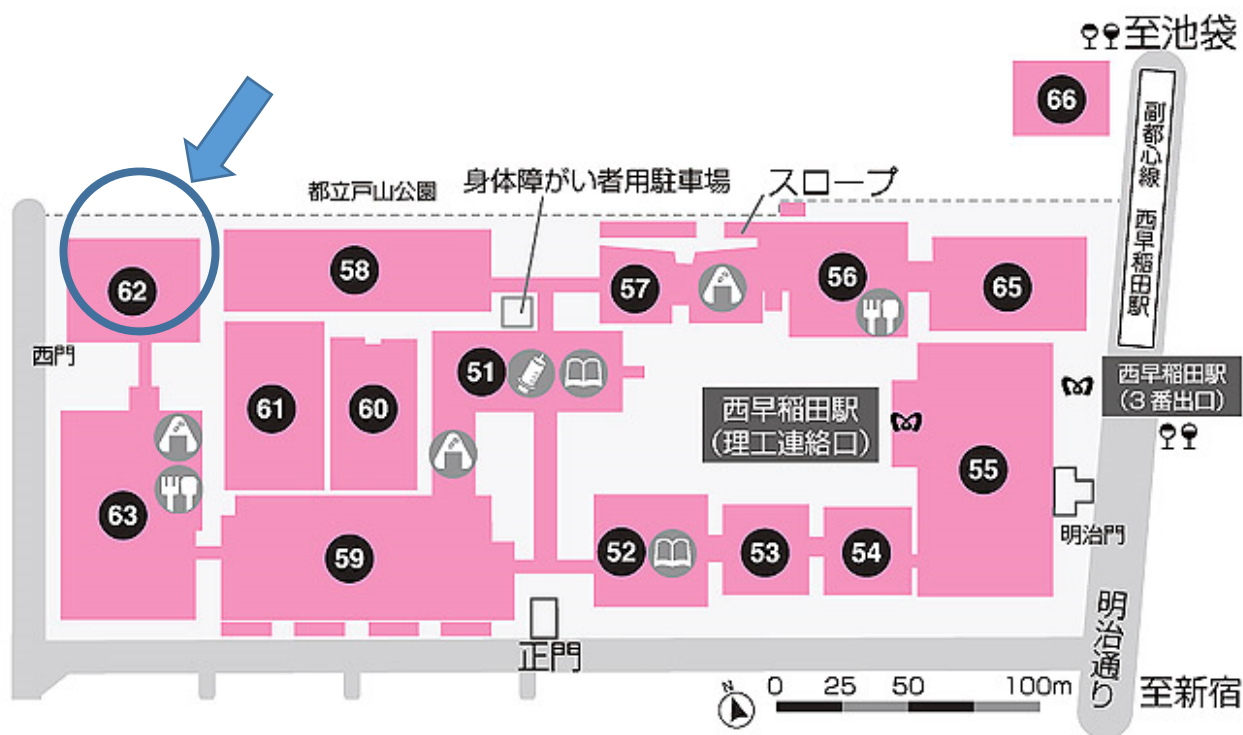 至池袋
66
副都心線 西早稲田駅
都立戸山公園
身体障がい者用駐車場
スロープ
58
57
56
65
62
西門
51
西早稲田駅
(3番出口)
61
60
西早稲田駅
(理工連絡口)
55
63
59
52
53
54
明治門
正門
明治通り
N
0 25 50 100m
至新宿